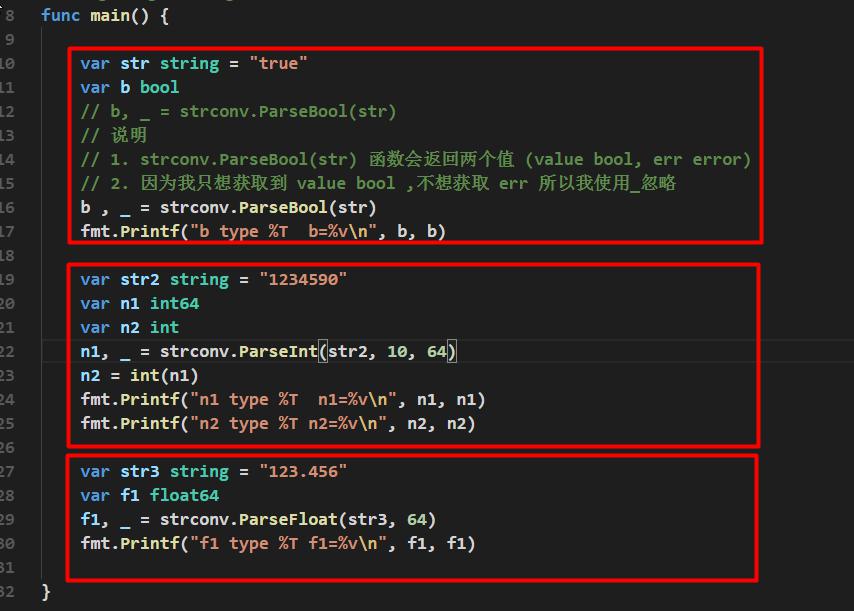 8 func main() {
9
10 var str string = "true"
11 var b bool
12 // b, _ = strconv.ParseBool(str)
13 // 说明
14 // 1. strconv.ParseBool(str) 函数会返回两个值 (value bool, err error)
15 // 2. 因为我只想获取到 value bool ,不想获取 err 所以我使用_忽略
16 b , _ = strconv.ParseBool(str)
17 fmt.Printf("b type %T  b=%v\n", b, b)
18
19 var str2 string = "1234590"
20 var n1 int64
21 var n2 int
22 n1, _ = strconv.ParseInt(str2, 10, 64)
23 n2 = int(n1)
24 fmt.Printf("n1 type %T  n1=%v\n", n1, n1)
25 fmt.Printf("n2 type %T n2=%v\n", n2, n2)
26
27 var str3 string = "123.456"
28 var f1 float64
29 f1, _ = strconv.ParseFloat(str3, 64)
30 fmt.Printf("f1 type %T f1=%v\n", f1, f1)
31
32 }